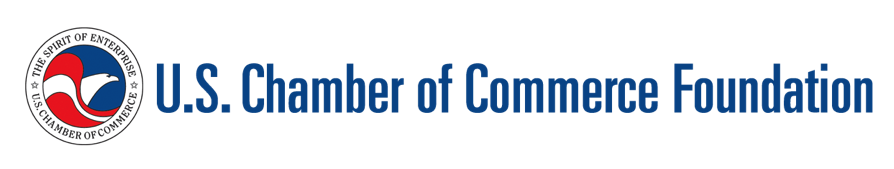 THE SPIRIT OF ENTERPRISE
U.S. CHAMBER OF COMMERCE
U.S. Chamber of Commerce Foundation